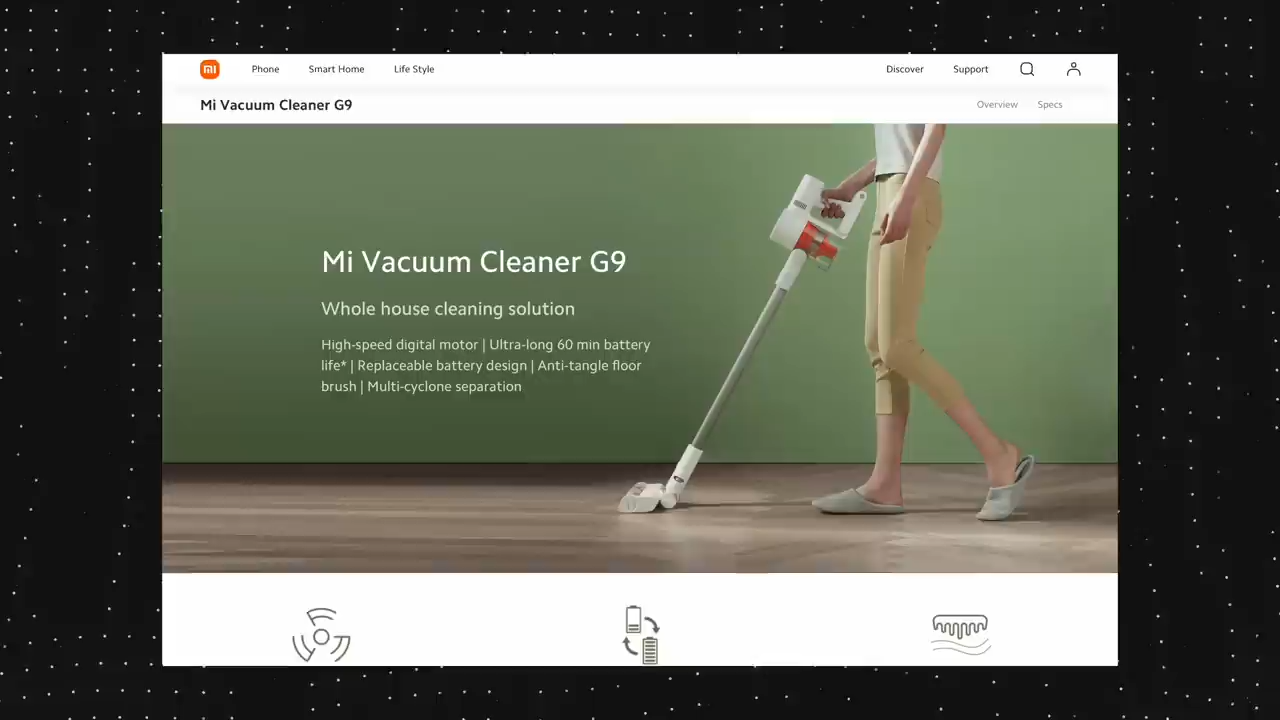 Phone Smart Home Life Style Discover Support
Mi Vacuum Cleaner G9 Overview Specs
Mi Vacuum Cleaner G9
Whole house cleaning solution
High-speed digital motor | Ultra-long 60 min battery
life* | Replaceable battery design | Anti-tangle floor
brush | Multi-cyclone separation